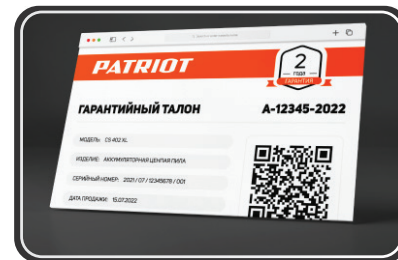 PATRIOT
2
ГОДА
ГАРАНТИЯ
ГАРАНТИЙНЫЙ ТАЛОН
A-12345-2022
МОДЕЛЬ: CS 402 XL
ИЗДЕЛИЕ: АККУМУЛЯТОРНАЯ ЦЕПНАЯ ПИЛА
СЕРИЙНЫЙ НОМЕР: 2021 / 07 / 12345678 / 001
ДАТА ПРОДАЖИ: 15.07.2022